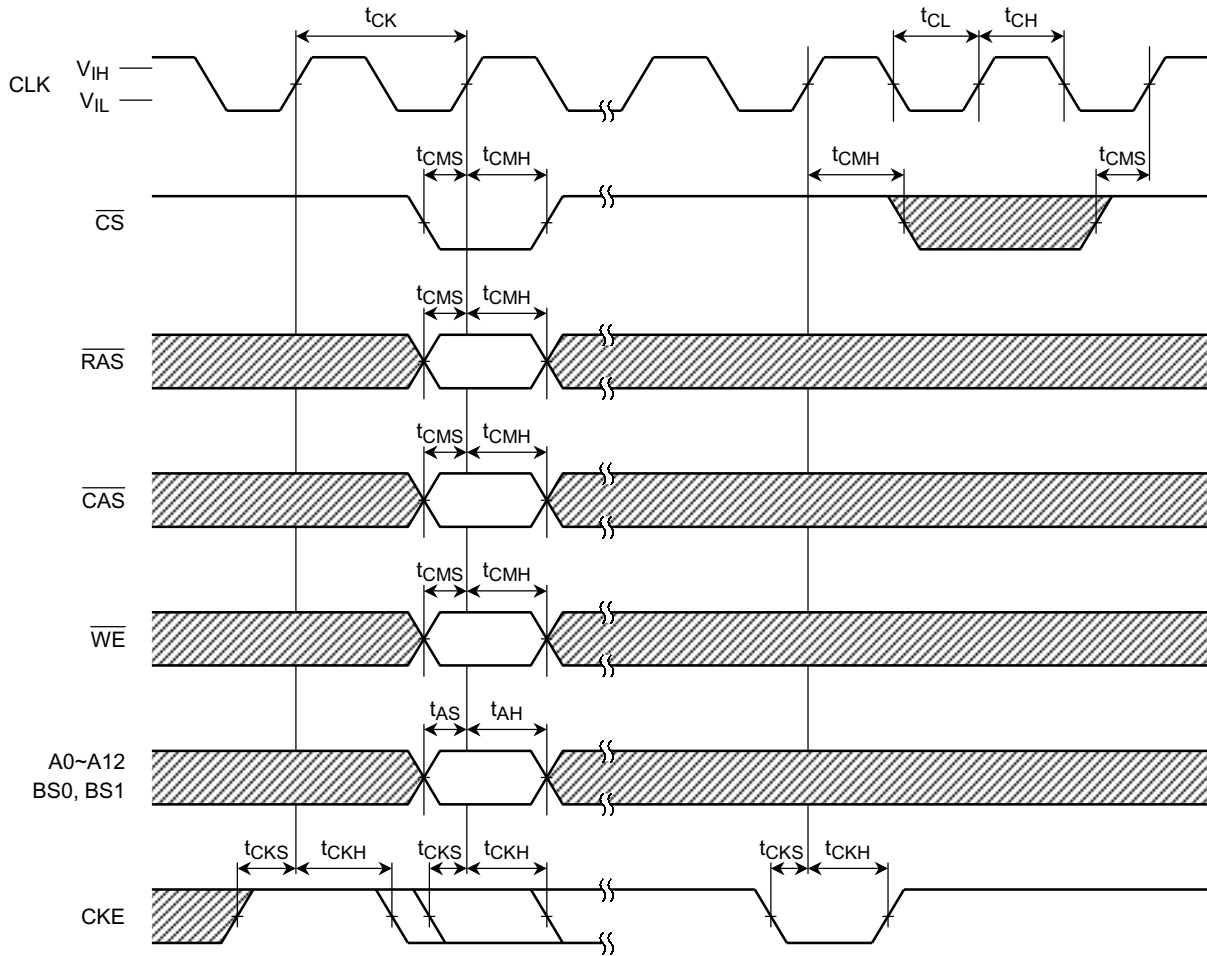 tCK
tCL
tCH
CLK
VIH
VIL
tCMS
tCMH
tCMH
tCMS
CS
tCMS
tCMH
RAS
tCMS
tCMH
CAS
tCMS
tCMH
WE
tAS
tAH
A0~A12
BS0, BS1
tCKS
tCKH
tCKS
tCKH
tCKS
tCKH
CKE